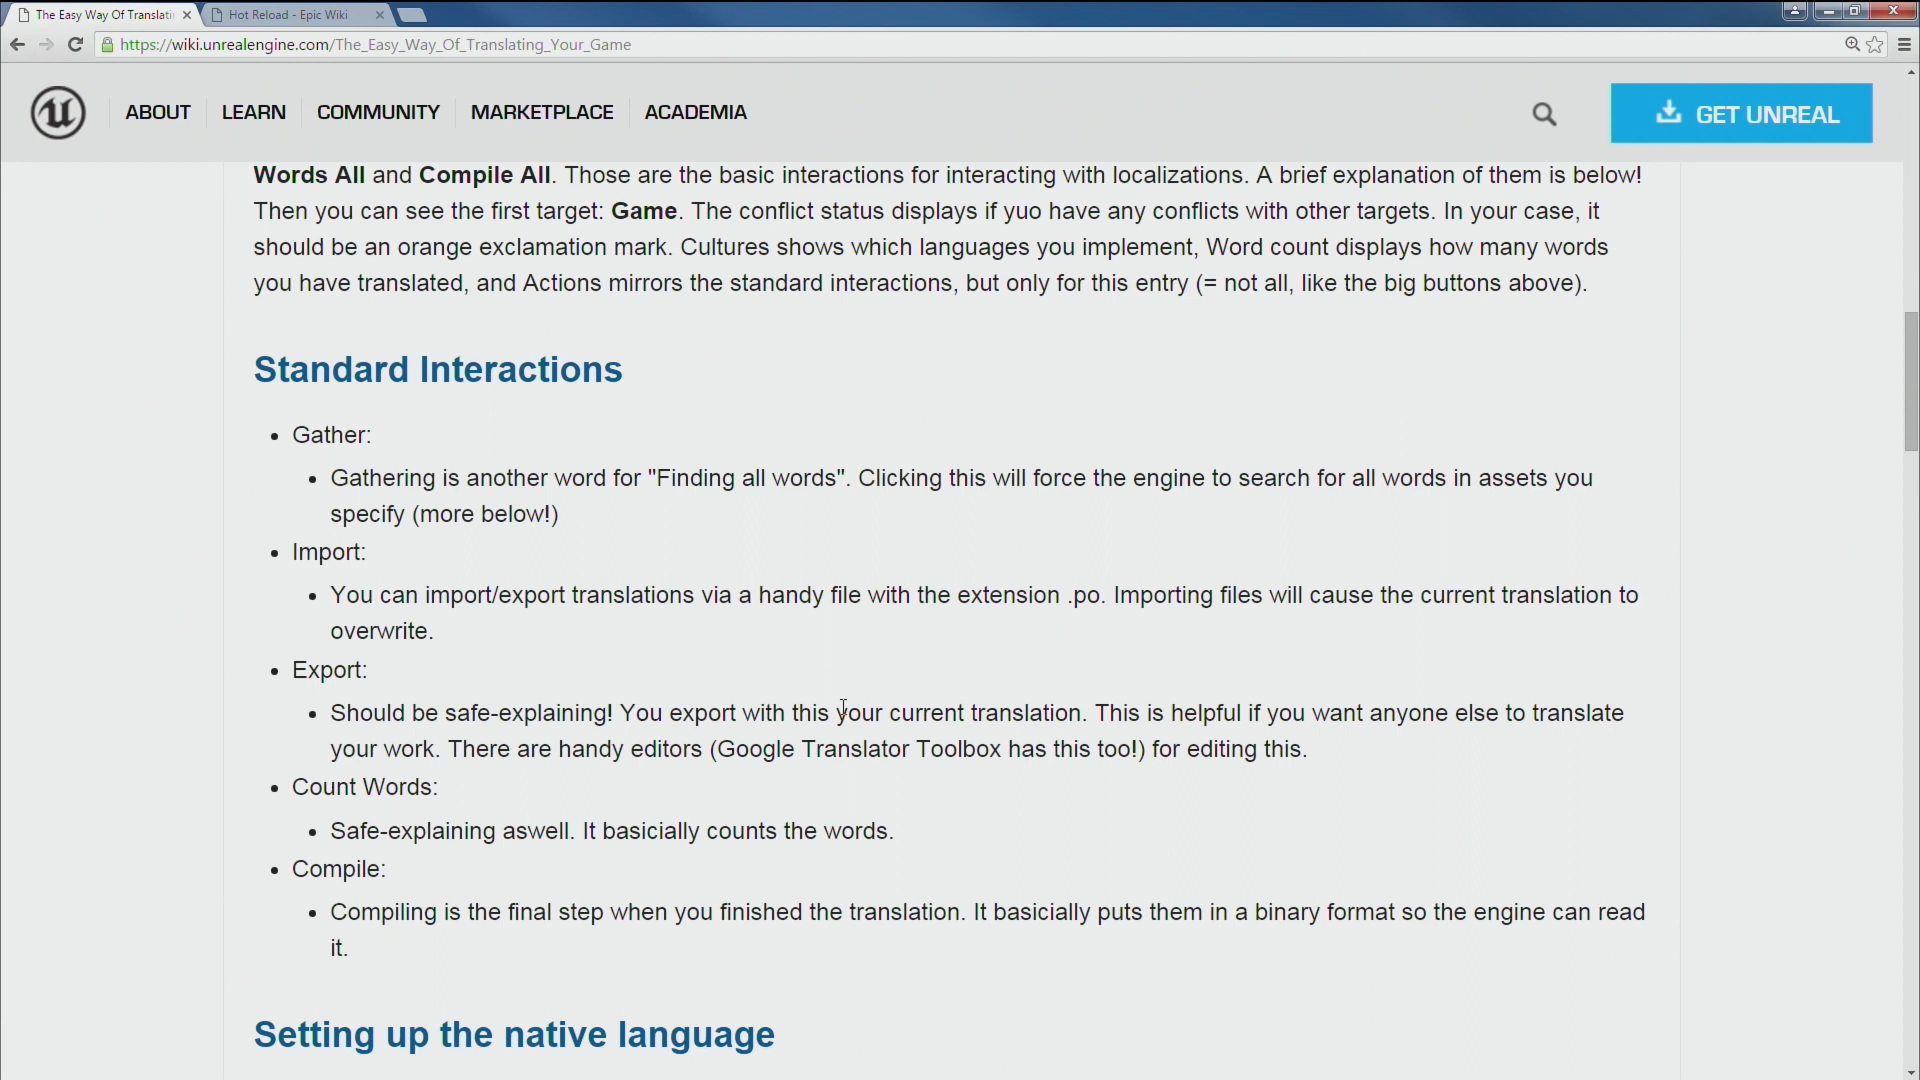 The Easy Way Of Translatin
Hot Reload - Epic Wiki
https://wiki.unrealengine.com/The_Easy_Way_Of_Translating_Your_Game
ABOUT
LEARN
COMMUNITY
MARKETPLACE
ACADEMIA
GET UNREAL
Words All and Compile All. Those are the basic interactions for interacting with localizations. A brief explanation of them is below!
Then you can see the first target: Game. The conflict status displays if yuo have any conflicts with other targets. In your case, it
should be an orange exclamation mark. Cultures shows which languages you implement, Word count displays how many words
you have translated, and Actions mirrors the standard interactions, but only for this entry (= not all, like the big buttons above).
Standard Interactions
• Gather:
• Gathering is another word for "Finding all words". Clicking this will force the engine to search for all words in assets you
specify (more below!)
• Import:
• You can import/export translations via a handy file with the extension .po. Importing files will cause the current translation to
overwrite.
• Export:
• Should be safe-explaining! You export with this your current translation. This is helpful if you want anyone else to translate
your work. There are handy editors (Google Translator Toolbox has this too!) for editing this.
• Count Words:
• Safe-explaining aswell. It basicially counts the words.
• Compile:
• Compiling is the final step when you finished the translation. It basicially puts them in a binary format so the engine can read
it.
Setting up the native language